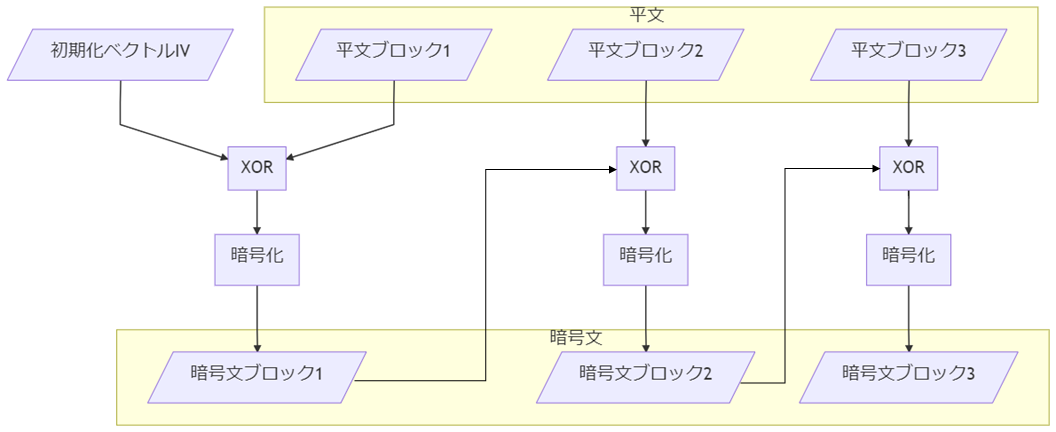 平文
初期化ベクトルIV
平文ブロック1
平文ブロック2
平文ブロック3
XOR
XOR
XOR
暗号化
暗号化
暗号化
暗号文
暗号文ブロック1
暗号文ブロック2
暗号文ブロック3